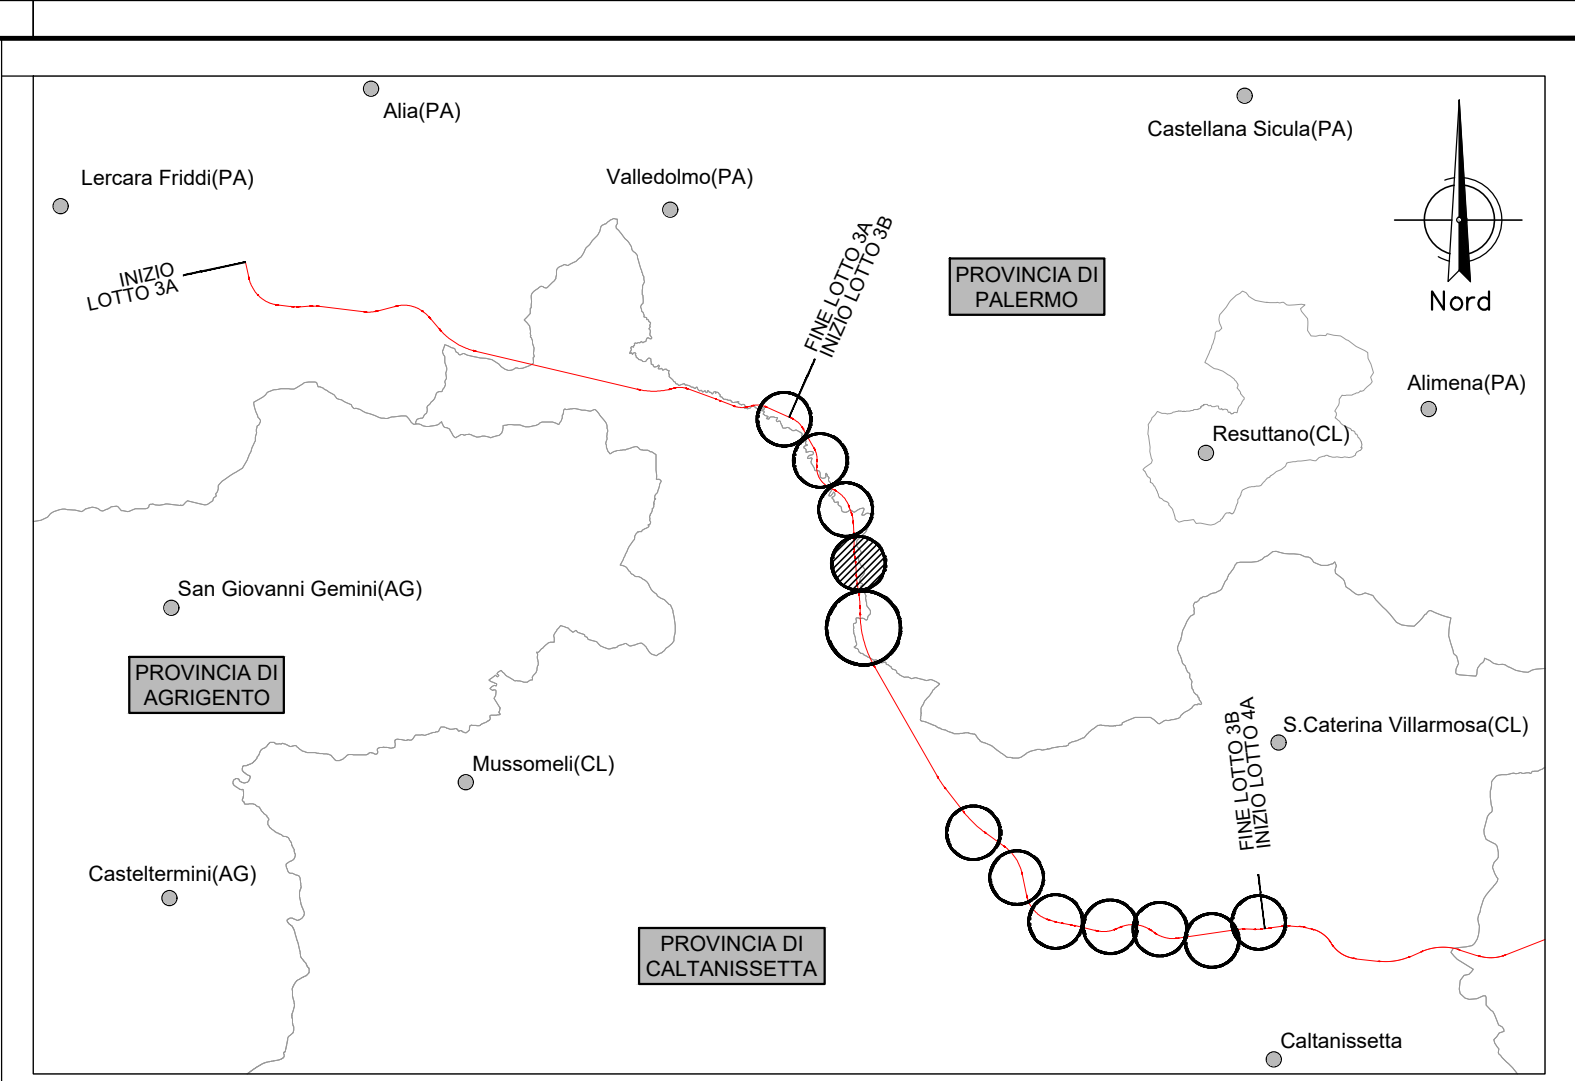 Alia(PA)
Castellana Sicula(PA)
Lercara Friddi(PA)
Valledolmo(PA)
INIZIO
LOTTO 3A
FINE LOTTO 3A
INIZIO LOTTO 3B
PROVINCIA DI
PALERMO
Nord
Alimena(PA)
Resuttano(CL)
San Giovanni Gemini(AG)
PROVINCIA DI
AGRIGENTO
FINE LOTTO 3B
INIZIO LOTTO 4A
S.Caterina Villarmosa(CL)
Mussomeli(CL)
Casteltermini(AG)
PROVINCIA DI
CALTANISSETTA
Caltanissetta